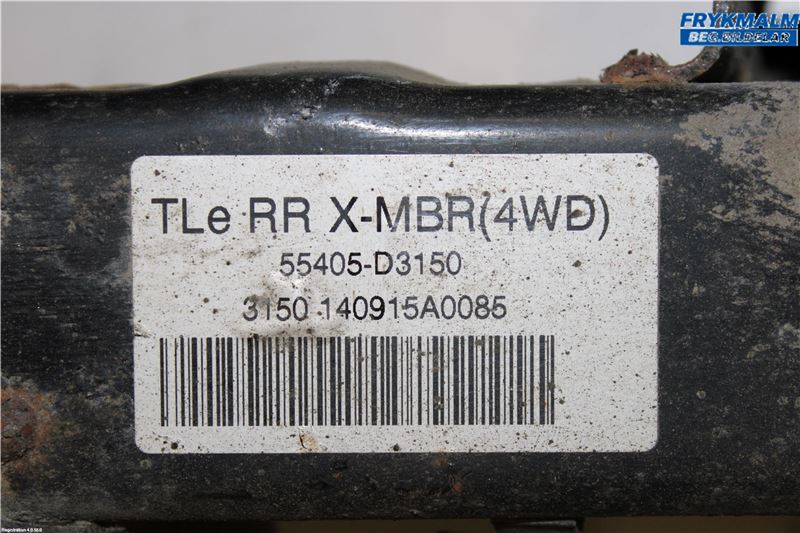 FRYKMALM
BEG.BILDELAR
TLe RR X-MBR(4WD)
55405-D3150
3150 140915A0085